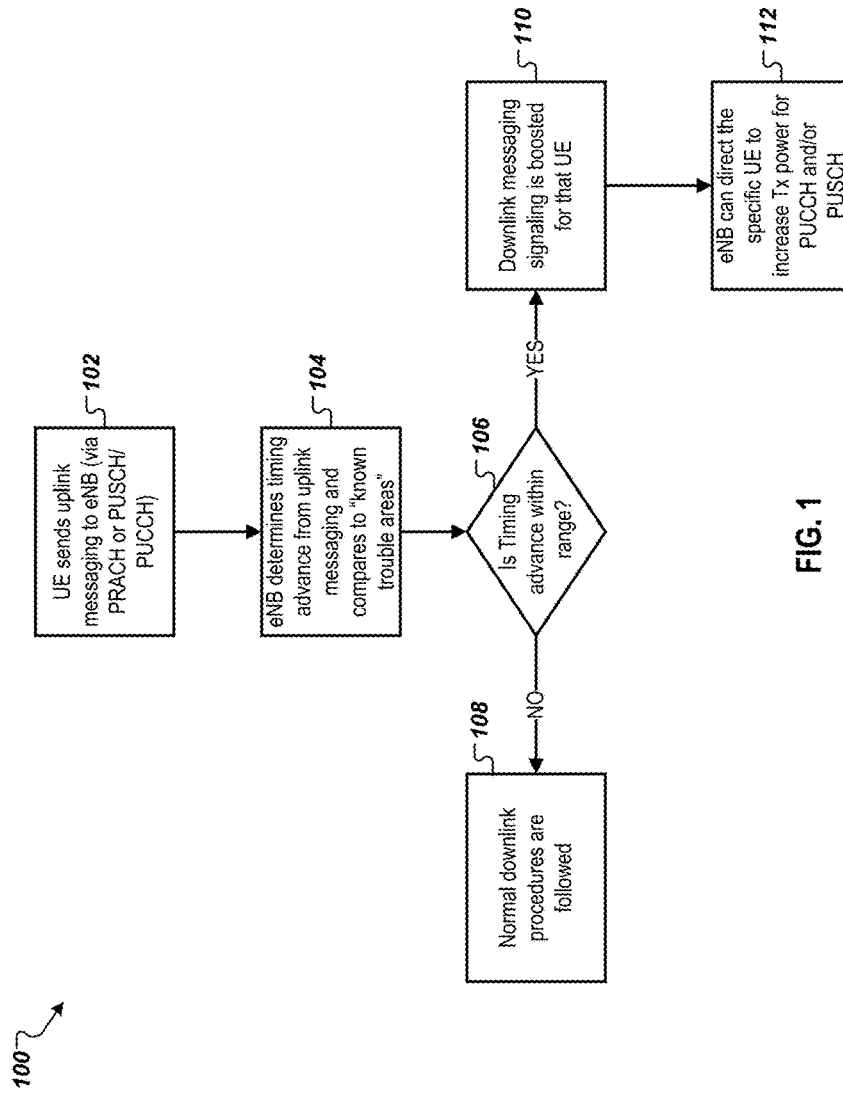 100
UE sends uplink
messaging to eNB (via
PRACH or PUSCH/
PUCCH)
102
eNB determines timing
advance from uplink
messaging and
compares to "known
trouble areas"
104
Is Timing
advance within
range?
106
NO
YES
Normal downlink
procedures are
followed
108
Downlink messaging
signaling is boosted
for that UE
110
eNB can direct the
specific UE to
increase Tx power for
PUCCH and/or
PUSCH
112
FIG. 1